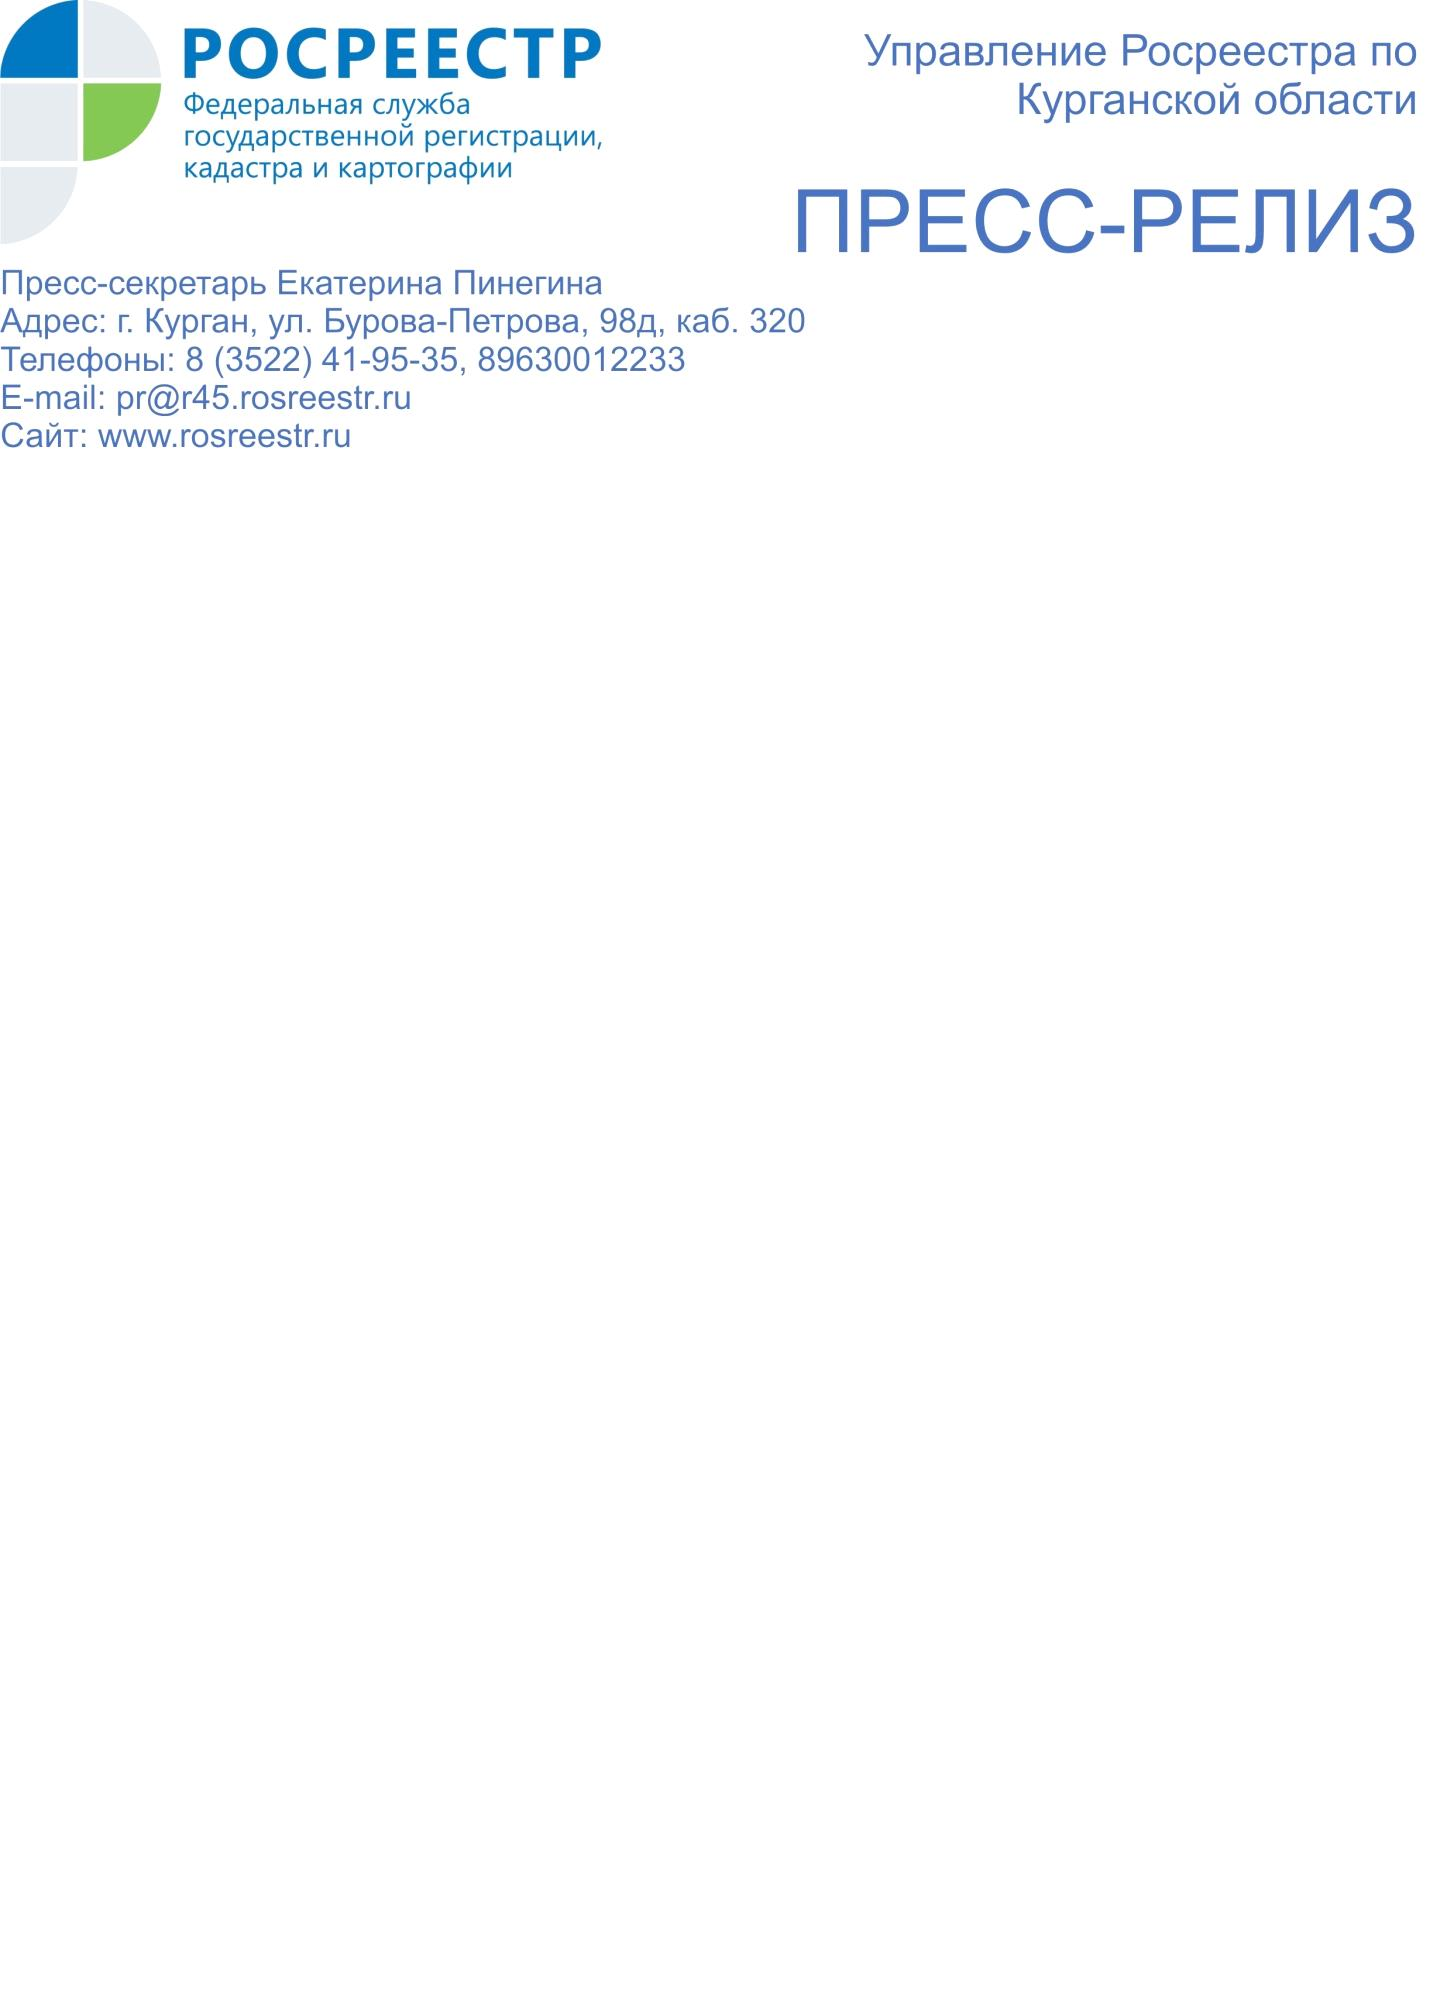 РОСРЕЕСТР
Федеральная служба
государственной регистрации,
кадастра и картографии
Управление Росреестра по
Курганской области
ПРЕСС-РЕЛИЗ
Пресс-секретарь Екатерина Пинегина
Адрес: г. Курган, ул. Бурова-Петрова, 98д, каб. 320
Телефоны: 8 (3522) 41-95-35, 89630012233
E-mail: pr@r45.rosreestr.ru
Сайт: www.rosreestr.ru